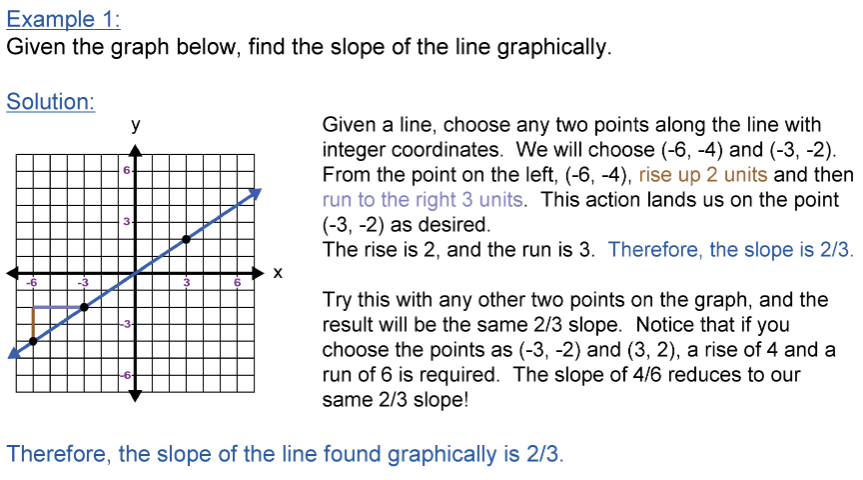 Example 1:
Given the graph below, find the slope of the line graphically.
Solution:
y
6
3
-6
-3
3
6
x
-3
-6
Given a line, choose any two points along the line with
integer coordinates.  We will choose (-6, -4) and (-3, -2).
From the point on the left, (-6, -4), rise up 2 units and then
run to the right 3 units.  This action lands us on the point
(-3, -2) as desired.
The rise is 2, and the run is 3.  Therefore, the slope is 2/3.
Try this with any other two points on the graph, and the
result will be the same 2/3 slope.  Notice that if you
choose the points as (-3, -2) and (3, 2), a rise of 4 and a
run of 6 is required.  The slope of 4/6 reduces to our
same 2/3 slope!
Therefore, the slope of the line found graphically is 2/3.